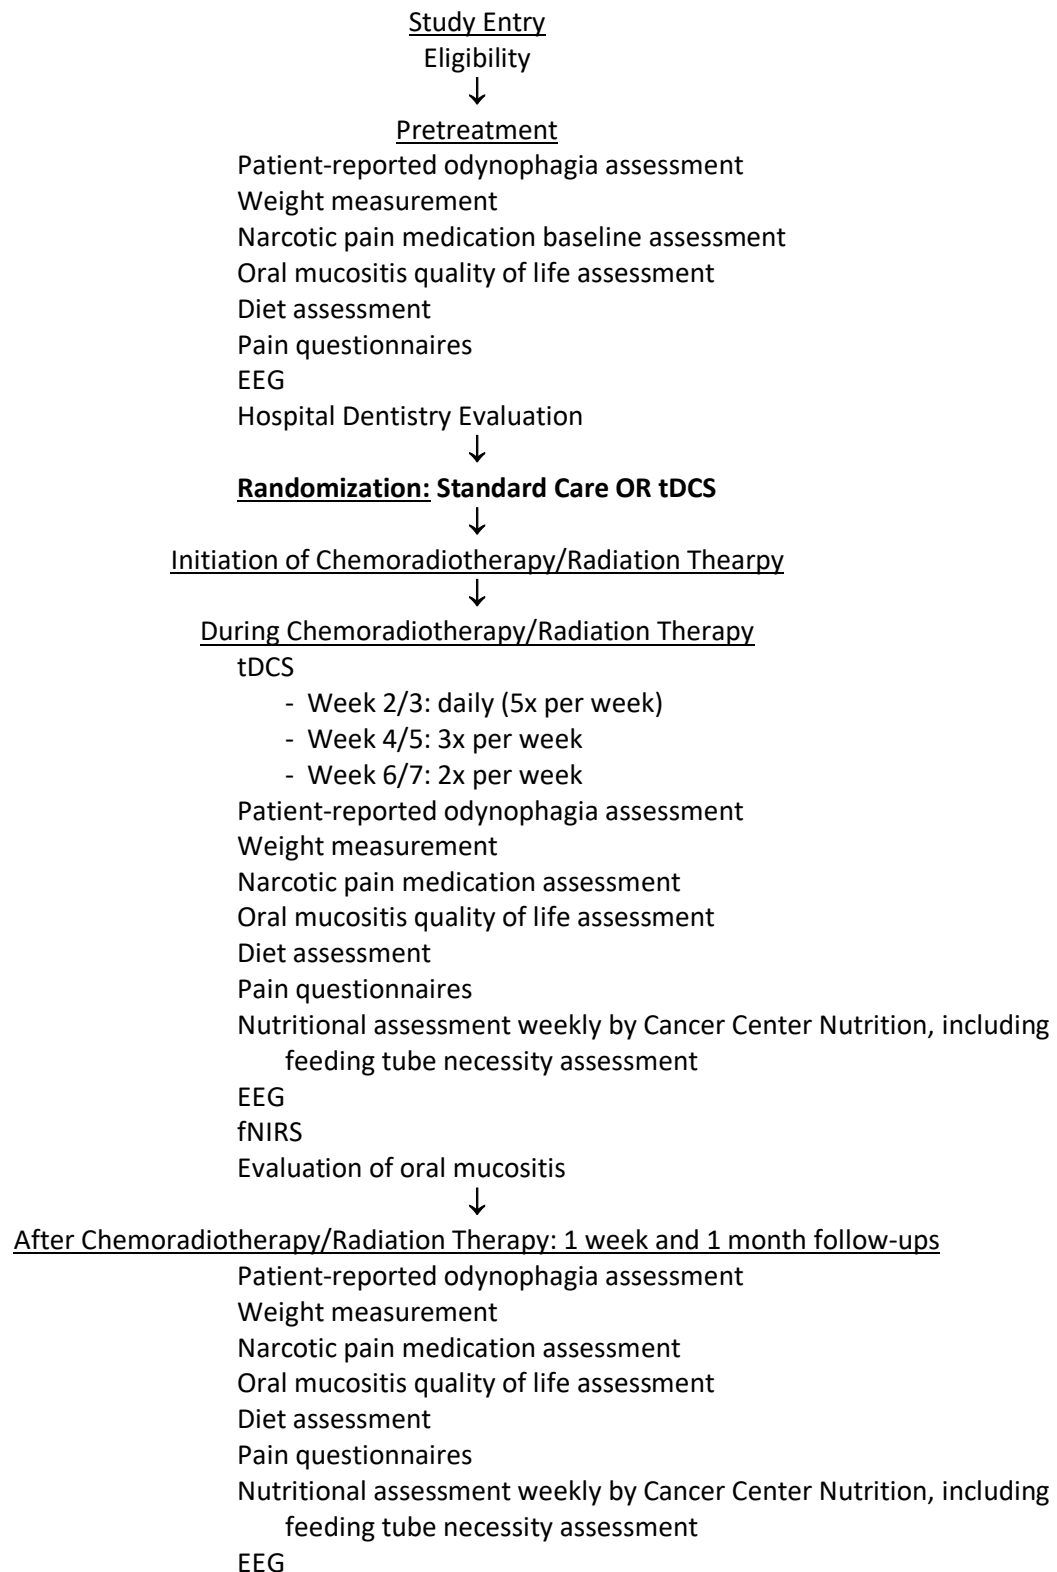 Study Entry
Eligibility
↓
Pretreatment
Patient-reported odynophagia assessment
Weight measurement
Narcotic pain medication baseline assessment
Oral mucositis quality of life assessment
Diet assessment
Pain questionnaires
EEG
Hospital Dentistry Evaluation
↓
Randomization: Standard Care OR tDCS
↓
Initiation of Chemoradiotherapy/Radiation Thearpy
↓
During Chemoradiotherapy/Radiation Therapy
tDCS
- Week 2/3: daily (5x per week)
- Week 4/5: 3x per week
- Week 6/7: 2x per week
Patient-reported odynophagia assessment
Weight measurement
Narcotic pain medication assessment
Oral mucositis quality of life assessment
Diet assessment
Pain questionnaires
Nutritional assessment weekly by Cancer Center Nutrition, including
feeding tube necessity assessment
EEG
fNIRS
Evaluation of oral mucositis
↓
After Chemoradiotherapy/Radiation Therapy: 1 week and 1 month follow-ups
Patient-reported odynophagia assessment
Weight measurement
Narcotic pain medication assessment
Oral mucositis quality of life assessment
Diet assessment
Pain questionnaires
Nutritional assessment weekly by Cancer Center Nutrition, including
feeding tube necessity assessment
EEG